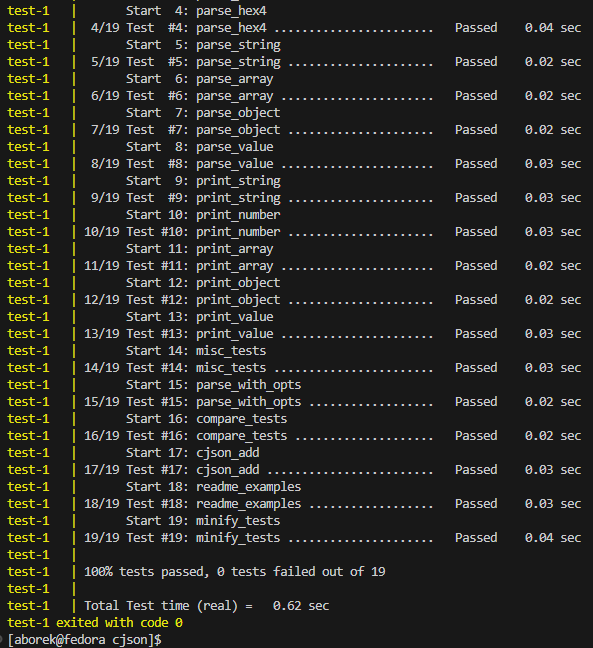 test-1   |       Start  4: parse_hex4
test-1   |  4/19 Test  #4: parse_hex4 .......................   Passed    0.04 sec
test-1   |       Start  5: parse_string
test-1   |  5/19 Test  #5: parse_string .....................   Passed    0.02 sec
test-1   |       Start  6: parse_array
test-1   |  6/19 Test  #6: parse_array ......................   Passed    0.02 sec
test-1   |       Start  7: parse_object
test-1   |  7/19 Test  #7: parse_object .....................   Passed    0.02 sec
test-1   |       Start  8: parse_value
test-1   |  8/19 Test  #8: parse_value ......................   Passed    0.03 sec
test-1   |       Start  9: print_string
test-1   |  9/19 Test  #9: print_string .....................   Passed    0.03 sec
test-1   |       Start 10: print_number
test-1   | 10/19 Test #10: print_number .....................   Passed    0.03 sec
test-1   |       Start 11: print_array
test-1   | 11/19 Test #11: print_array ......................   Passed    0.02 sec
test-1   |       Start 12: print_object
test-1   | 12/19 Test #12: print_object .....................   Passed    0.02 sec
test-1   |       Start 13: print_value
test-1   | 13/19 Test #13: print_value ......................   Passed    0.03 sec
test-1   |       Start 14: misc_tests
test-1   | 14/19 Test #14: misc_tests .......................   Passed    0.03 sec
test-1   |       Start 15: parse_with_opts
test-1   | 15/19 Test #15: parse_with_opts ..................   Passed    0.02 sec
test-1   |       Start 16: compare_tests
test-1   | 16/19 Test #16: compare_tests ....................   Passed    0.02 sec
test-1   |       Start 17: cjson_add
test-1   | 17/19 Test #17: cjson_add ........................   Passed    0.03 sec
test-1   |       Start 18: readme_examples
test-1   | 18/19 Test #18: readme_examples ..................   Passed    0.03 sec
test-1   |       Start 19: minify_tests
test-1   | 19/19 Test #19: minify_tests .....................   Passed    0.04 sec
test-1   |
test-1   | 100% tests passed, 0 tests failed out of 19
test-1   |
test-1   | Total Test time (real) =   0.62 sec
test-1 exited with code 0
[aborek@fedora cjson]$